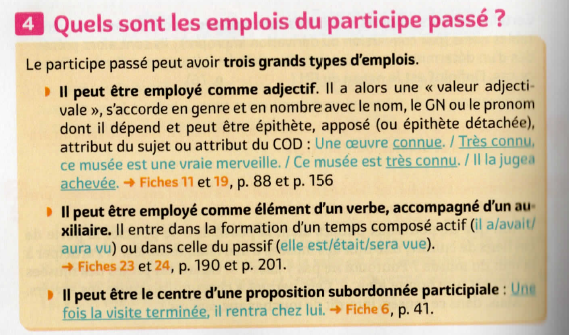 4 Quels sont les emplois du participe passé ?
Le participe passé peut avoir trois grands types d'emplois.
Il peut être employé comme adjectif. Il a alors une « valeur adjecti-
vale », s'accorde en genre et en nombre avec le nom, le GN ou le pronom
dont il dépend et peut être épithète, apposé (ou épithète détachée),
attribut du sujet ou attribut du COD : Une œuvre connue. / Très connu,
ce musée est une vraie merveille. / Ce musée est très connu. / Il la jugea
achevée. → Fiches 11 et 19, p. 88 et p. 156
Il peut être employé comme élément d'un verbe, accompagné d'un au-
xiliaire. Il entre dans la formation d'un temps composé actif (il a/avait/
aura vu) ou dans celle du passif (elle est/était/sera vue).
→ Fiches 23 et 24, p. 190 et p. 201.
Il peut être le centre d'une proposition subordonnée participiale : Une
fois la visite terminée, il rentra chez lui. → Fiche 6, p. 41.